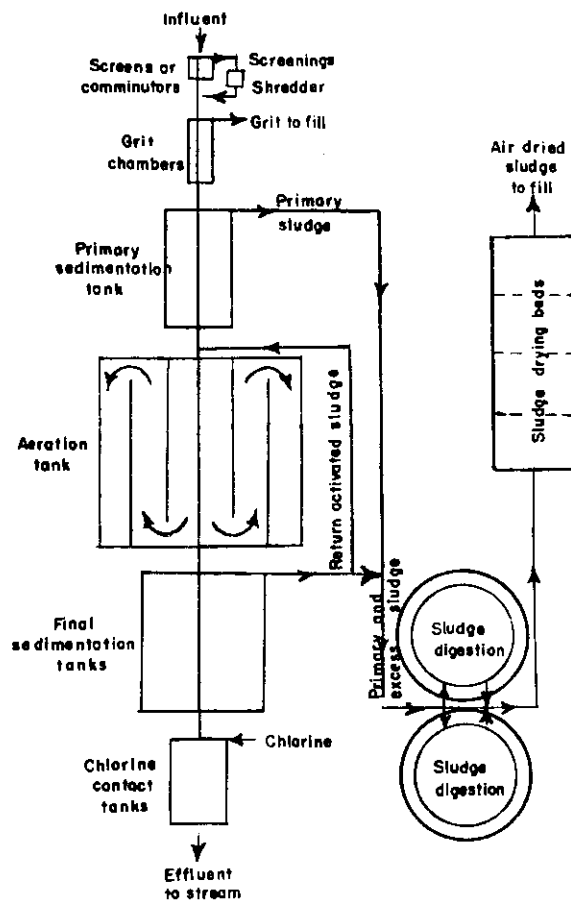 Influent
Screens or
comminutors
Screenings
Shredder
Grit to fill
Grit
chambers
Primary
sludge
Primary
sedimentation
tank
Aeration
tank
Return activated sludge
Final
sedimentation
tanks
Primary and
excess sludge
Chlorine
Chlorine
contact
tanks
Effluent
to stream
Air dried
sludge
to fill
Sludge drying beds
Sludge
digestion
Sludge
digestion